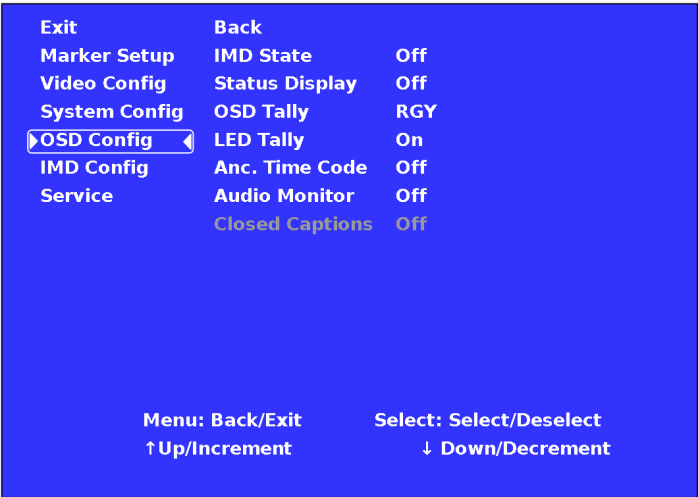 Exit Back
Marker Setup IMD State Off
Video Config Status Display Off
System Config OSD Tally RGY
OSD Config LED Tally On
IMD Config Anc. Time Code Off
Service Audio Monitor Off
Closed Captions Off
Menu: Back/Exit Select: Select/Deselect
↑Up/Increment ↓ Down/Decrement